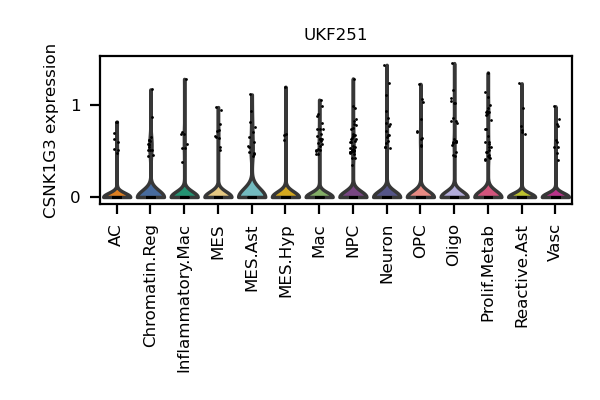 UKF251
CSNK1G3 expression
1
0
AC
Chromatin.Reg
Inflammatory.Mac
MES
MES.Ast
MES.Hyp
Mac
NPC
Neuron
OPC
Oligo
Prolif.Metab
Reactive.Ast
Vasc